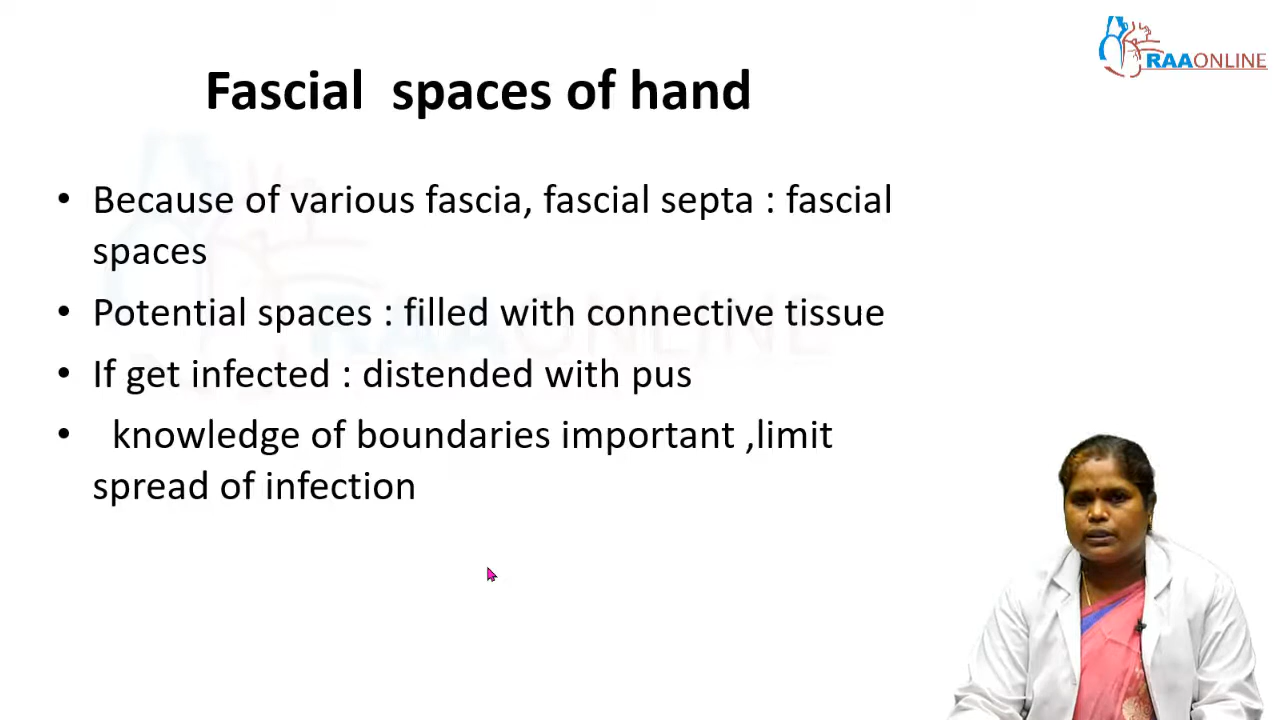 RAAONLINE
Fascial spaces of hand
• Because of various fascia, fascial septa : fascial
spaces
• Potential spaces : filled with connective tissue
• If get infected : distended with pus
• knowledge of boundaries important ,limit
spread of infection
RAAONLINE